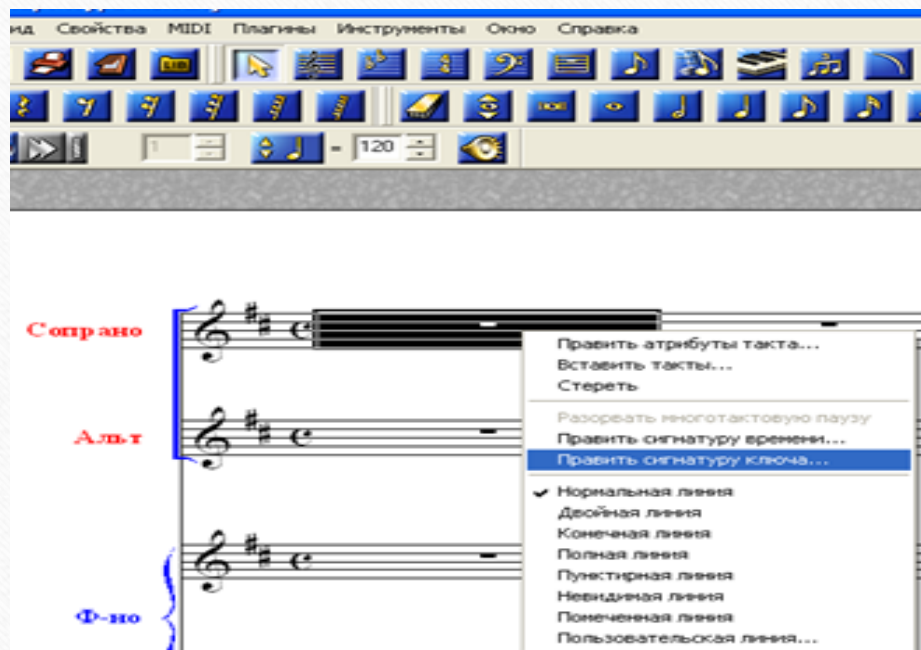 ид Свойства MIDI Плагины Инструменты Окно Справка
LIB
1 = 120
Сопрано
Альт
Ф-но
Править атрибуты такта...
Вставить такты...
Стереть
Разорвать многотактовую паузу
Править сигнатуру времени...
Править сигнатуру ключа...
Нормальная линия
Двойная линия
Конечная линия
Полная линия
Пунктирная линия
Невидимая линия
Помеченная линия
Пользовательская линия...